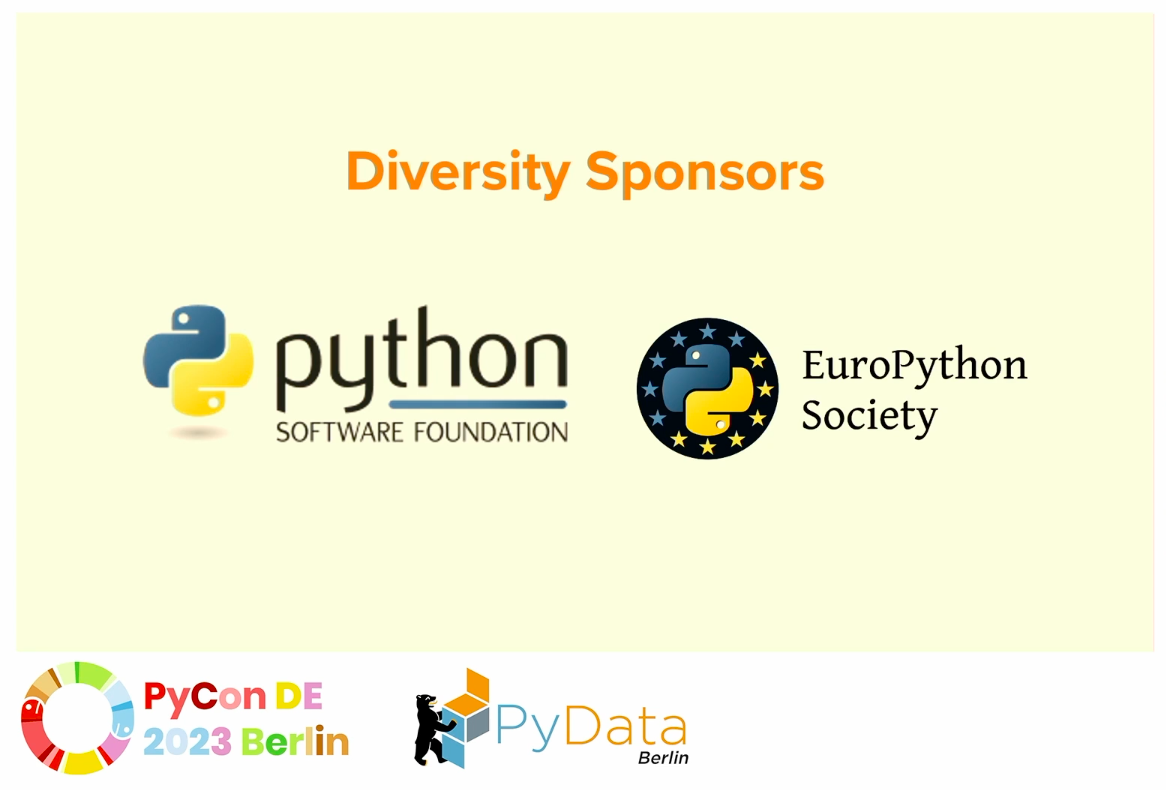 Diversity Sponsors
python
SOFTWARE FOUNDATION
EuroPython
Society
PyCon DE
2023 Berlin
PyData
Berlin